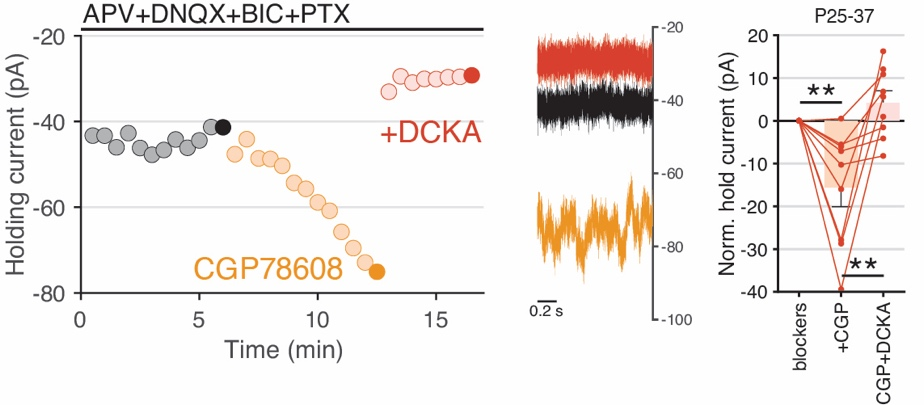 APV+DNQX+BIC+PTX
Holding current (pA)
-20
-40
-60
-80
+DCKA
CGP78608
0
5
10
15
Time (min)
-20
-40
-60
-80
-100
0.2 s
P25-37
Norm. hold current (pA)
20
10
0
-10
-20
-30
-40
**
**
blockers
+CGP
CGP+DCKA